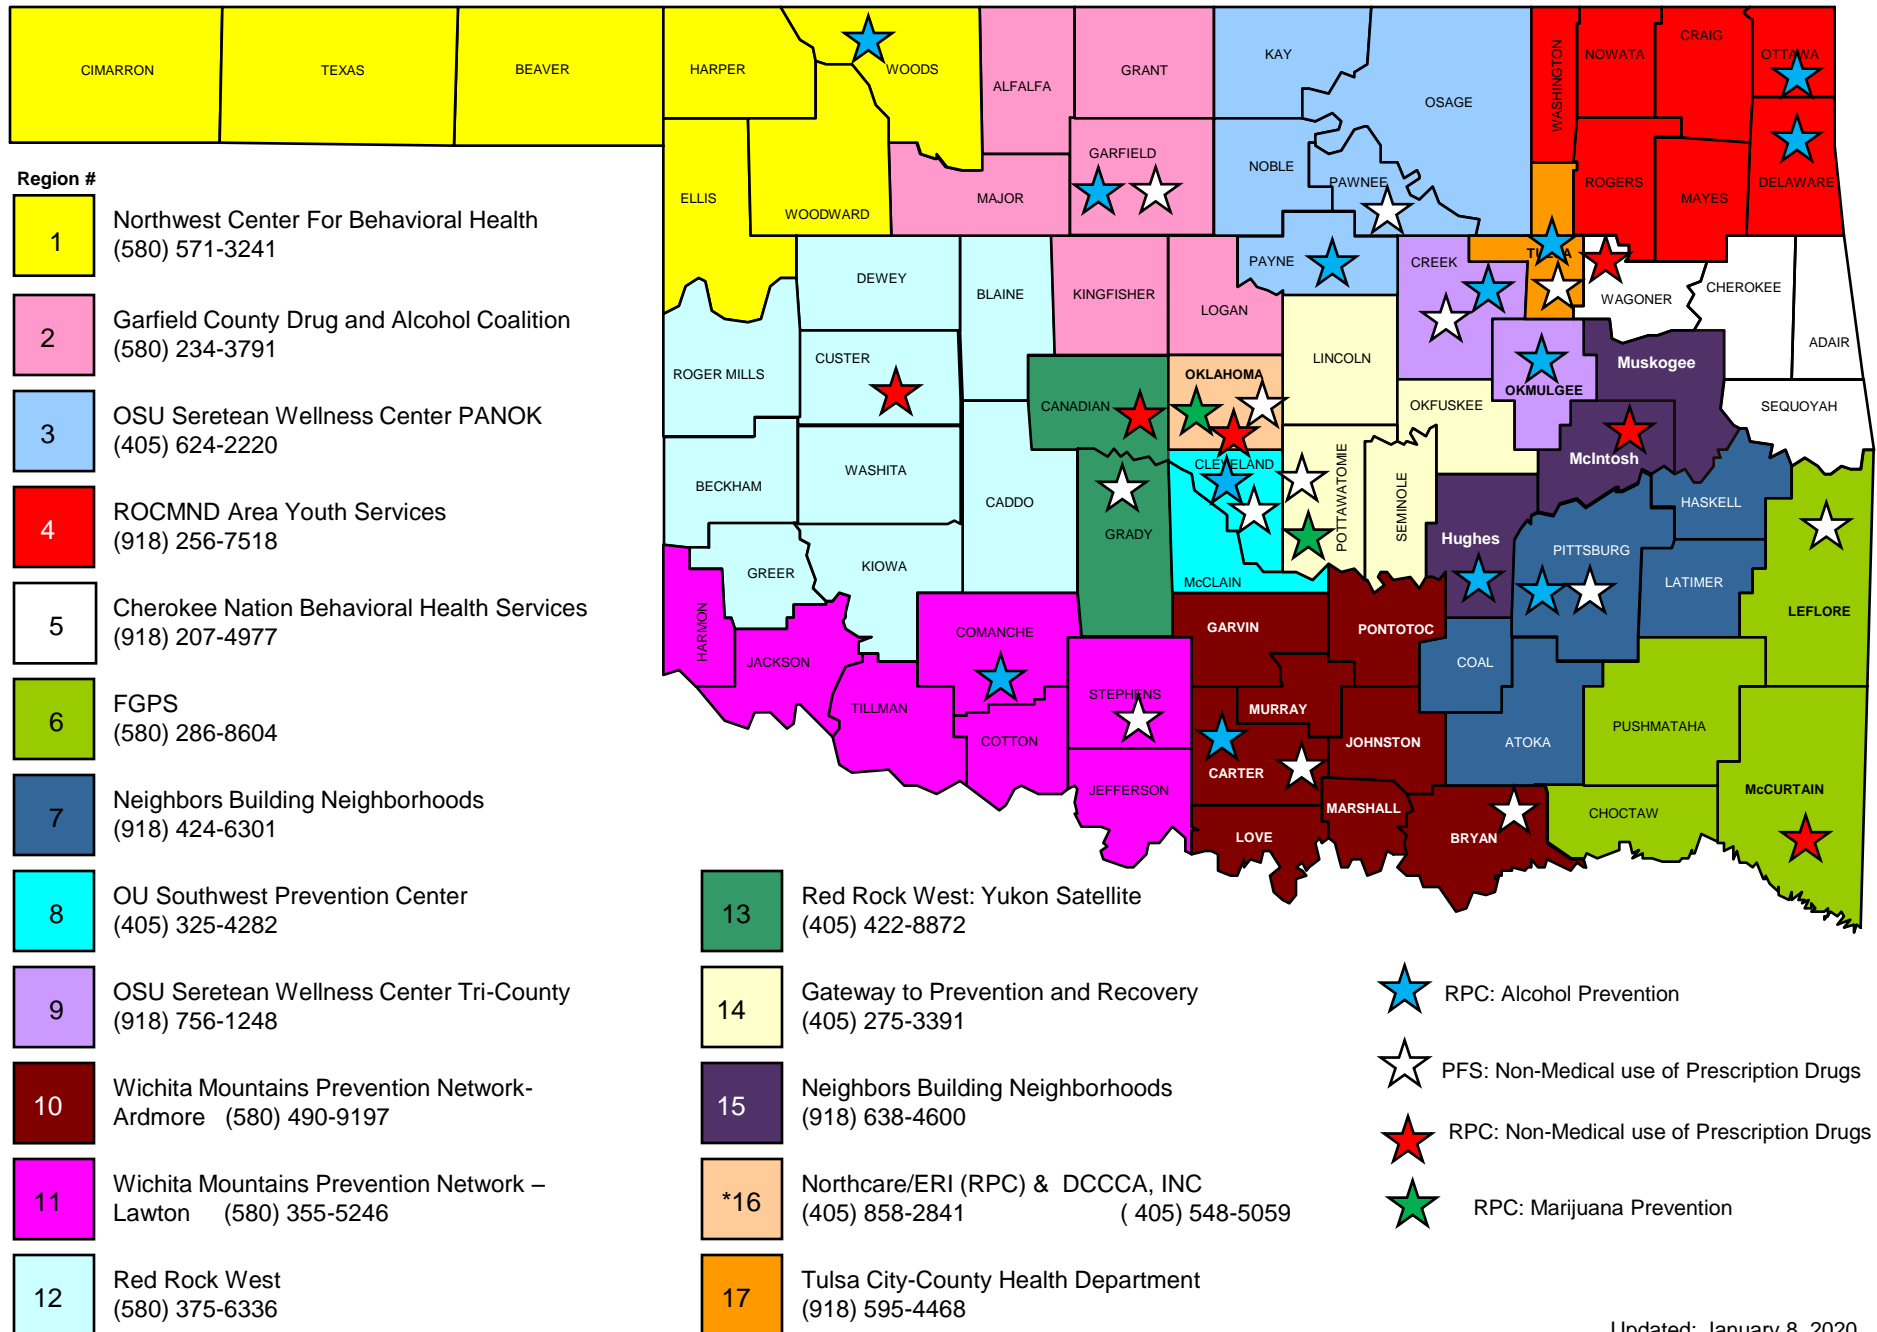 CIMARRON
TEXAS
BEAVER
HARPER
WOODS
ALFALFA
GRANT
KAY
OSAGE
WASHINGTON
NOWATA
CRAIG
OTTAWA
ELLIS
WOODWARD
MAJOR
GARFIELD
NOBLE
PAWNEE
ROGERS
MAYES
DELAWARE
DEWEY
BLAINE
KINGFISHER
LOGAN
PAYNE
CREEK
TULSA
WAGONER
CHEROKEE
ADAIR
ROGER MILLS
CUSTER
CANADIAN
OKLAHOMA
LINCOLN
OKFUSKEE
OKMULGEE
Muskogee
SEQUOYAH
BECKHAM
WASHITA
CADDO
GRADY
CLEVELAND
McCLAIN
POTTAWATOMIE
SEMINOLE
Hughes
McIntosh
HASKELL
PITTSBURG
LATIMER
LEFLORE
GREER
KIOWA
HARMON
JACKSON
TILLMAN
COMANCHE
COTTON
STEPHENS
JEFFERSON
GARVIN
PONTOTOC
MURRAY
CARTER
JOHNSTON
LOVE
MARSHALL
BRYAN
COAL
ATOKA
PUSHMATAHA
CHOCTAW
McCURTAIN
Region #
1
Northwest Center For Behavioral Health
(580) 571-3241
2
Garfield County Drug and Alcohol Coalition
(580) 234-3791
3
OSU Seretean Wellness Center PANOK
(405) 624-2220
4
ROCMND Area Youth Services
(918) 256-7518
5
Cherokee Nation Behavioral Health Services
(918) 207-4977
6
FGPS
(580) 286-8604
7
Neighbors Building Neighborhoods
(918) 424-6301
8
OU Southwest Prevention Center
(405) 325-4282
9
OSU Seretean Wellness Center Tri-County
(918) 756-1248
10
Wichita Mountains Prevention Network-
Ardmore (580) 490-9197
11
Wichita Mountains Prevention Network –
Lawton (580) 355-5246
12
Red Rock West
(580) 375-6336
13
Red Rock West: Yukon Satellite
(405) 422-8872
14
Gateway to Prevention and Recovery
(405) 275-3391
15
Neighbors Building Neighborhoods
(918) 638-4600
*16
Northcare/ERI (RPC) & DCCCA, INC
(405) 858-2841 ( 405) 548-5059
17
Tulsa City-County Health Department
(918) 595-4468
RPC: Alcohol Prevention
PFS: Non-Medical use of Prescription Drugs
RPC: Non-Medical use of Prescription Drugs
RPC: Marijuana Prevention
Updated: January 8, 2020